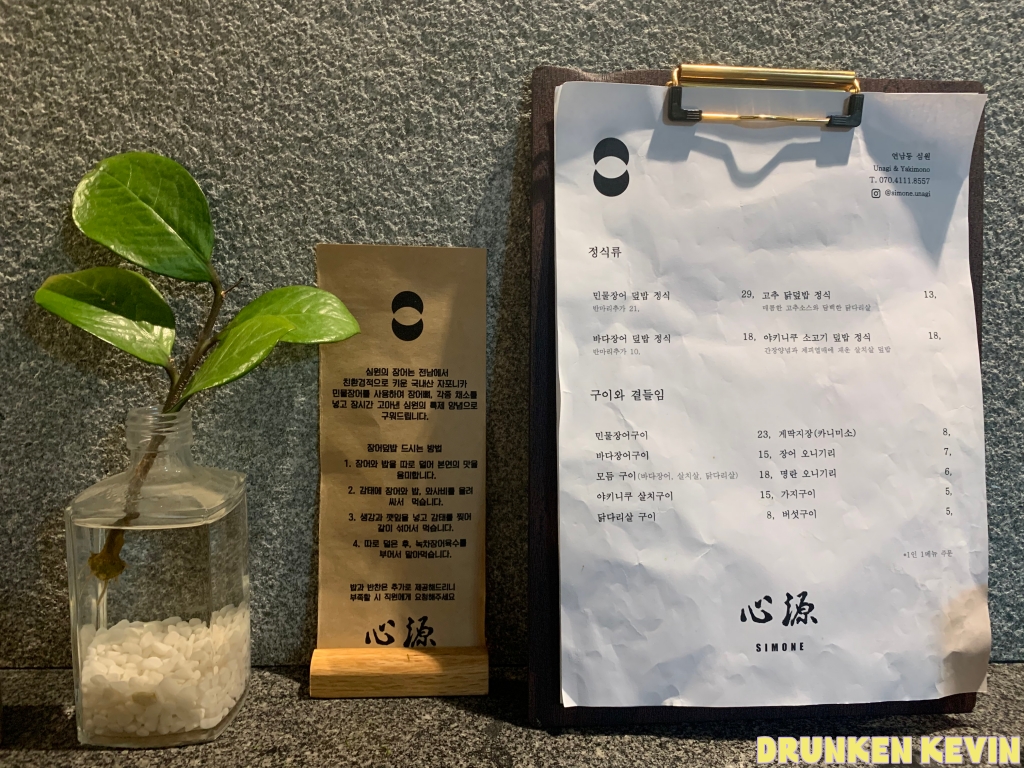 심원의 장어는 전남에서
친환경적으로 키운 국내산 자포니카
민물장어를 사용하여 장어뼈, 각종 채소를
넣고 장시간 고아낸 심원의 특제 양념으로
구워드립니다.
장어덮밥 드시는 방법
1. 장어와 밥을 따로 덜어 본연의 맛을
음미합니다.
2. 감태에 장어와 밥, 와사비를 올려
싸서 먹습니다.
3. 생강과 깻잎을 넣고 감태를 찢어
같이 섞어서 먹습니다.
4. 따로 덜은 후, 녹차장어육수를
부어서 말아먹습니다.
밥과 반찬은 추가로 제공해드리니
부족할 시 직원에게 요청해주세요
心源
연남동 심원
Unagi & Yakimono
T. 070.4111.8557
@simone.unagi
정식류
민물장어 덮밥 정식 29,
반마리추가 21,
바다장어 덮밥 정식 18,
반마리추가 10,
고추 닭덮밥 정식 13,
매콤한 고추소스와 담백한 닭다리살
야키니쿠 소고기 덮밥 정식 18,
간장양념과 제피열매에 재운 살치살 덮밥
구이와 곁들임
민물장어구이 23,
바다장어구이 15,
모듬 구이(바다장어, 살치살, 닭다리살) 18,
야키니쿠 살치구이 15,
닭다리살 구이 8,
게딱지장(카니미소) 8,
장어 오니기리 7,
명란 오니기리 6,
가지구이 5,
버섯구이 5,
*1인 1메뉴 주문
心源
SIMONE
DRUNKEN KEVIN